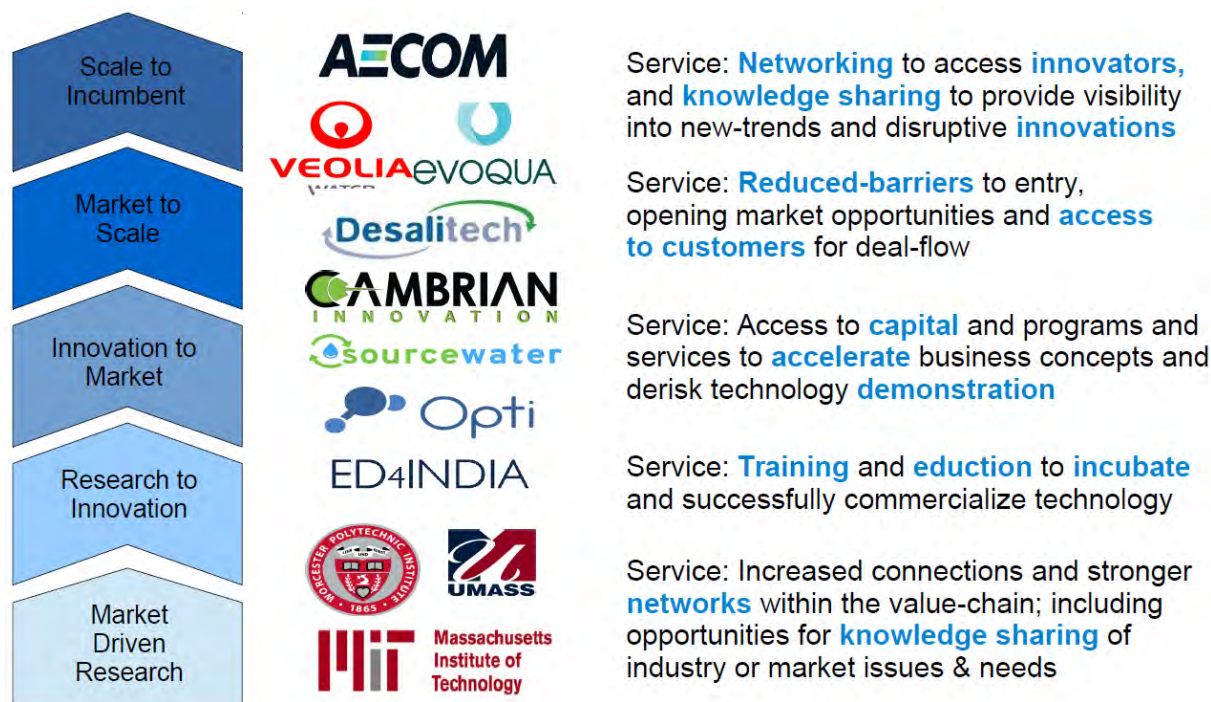 Scale to
Incumbent
AECOM
VEOLIA
WATER
evoQUA
Service: Networking to access innovators,
and knowledge sharing to provide visibility
into new-trends and disruptive innovations
Market to
Scale
Desalitech
Service: Reduced-barriers to entry,
opening market opportunities and access
to customers for deal-flow
Innovation to
Market
CAMBRIAN
INNOVATION
sourcewater
Opti
Service: Access to capital and programs and
services to accelerate business concepts and
derisk technology demonstration
Research to
Innovation
ED4INDIA
Service: Training and eduction to incubate
and successfully commercialize technology
Market
Driven
Research
WORCESTER POLYTECHNIC INSTITUTE
1865
UMASS
Massachusetts
Institute of
Technology
Service: Increased connections and stronger
networks within the value-chain; including
opportunities for knowledge sharing of
industry or market issues & needs